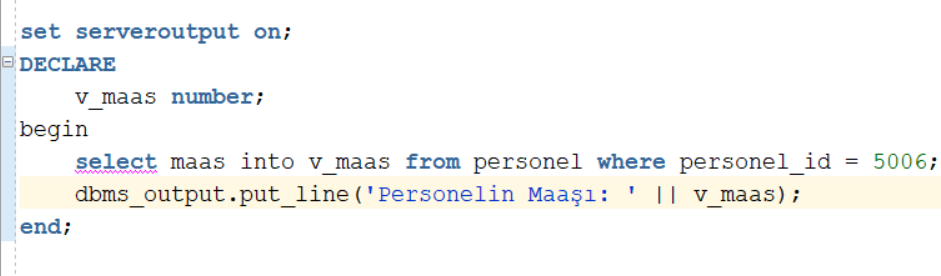 set serveroutput on;
DECLARE
    v_maas number;
begin
    select maas into v_maas from personel where personel_id = 5006;
    dbms_output.put_line('Personelin Maaşı: ' || v_maas);
end;